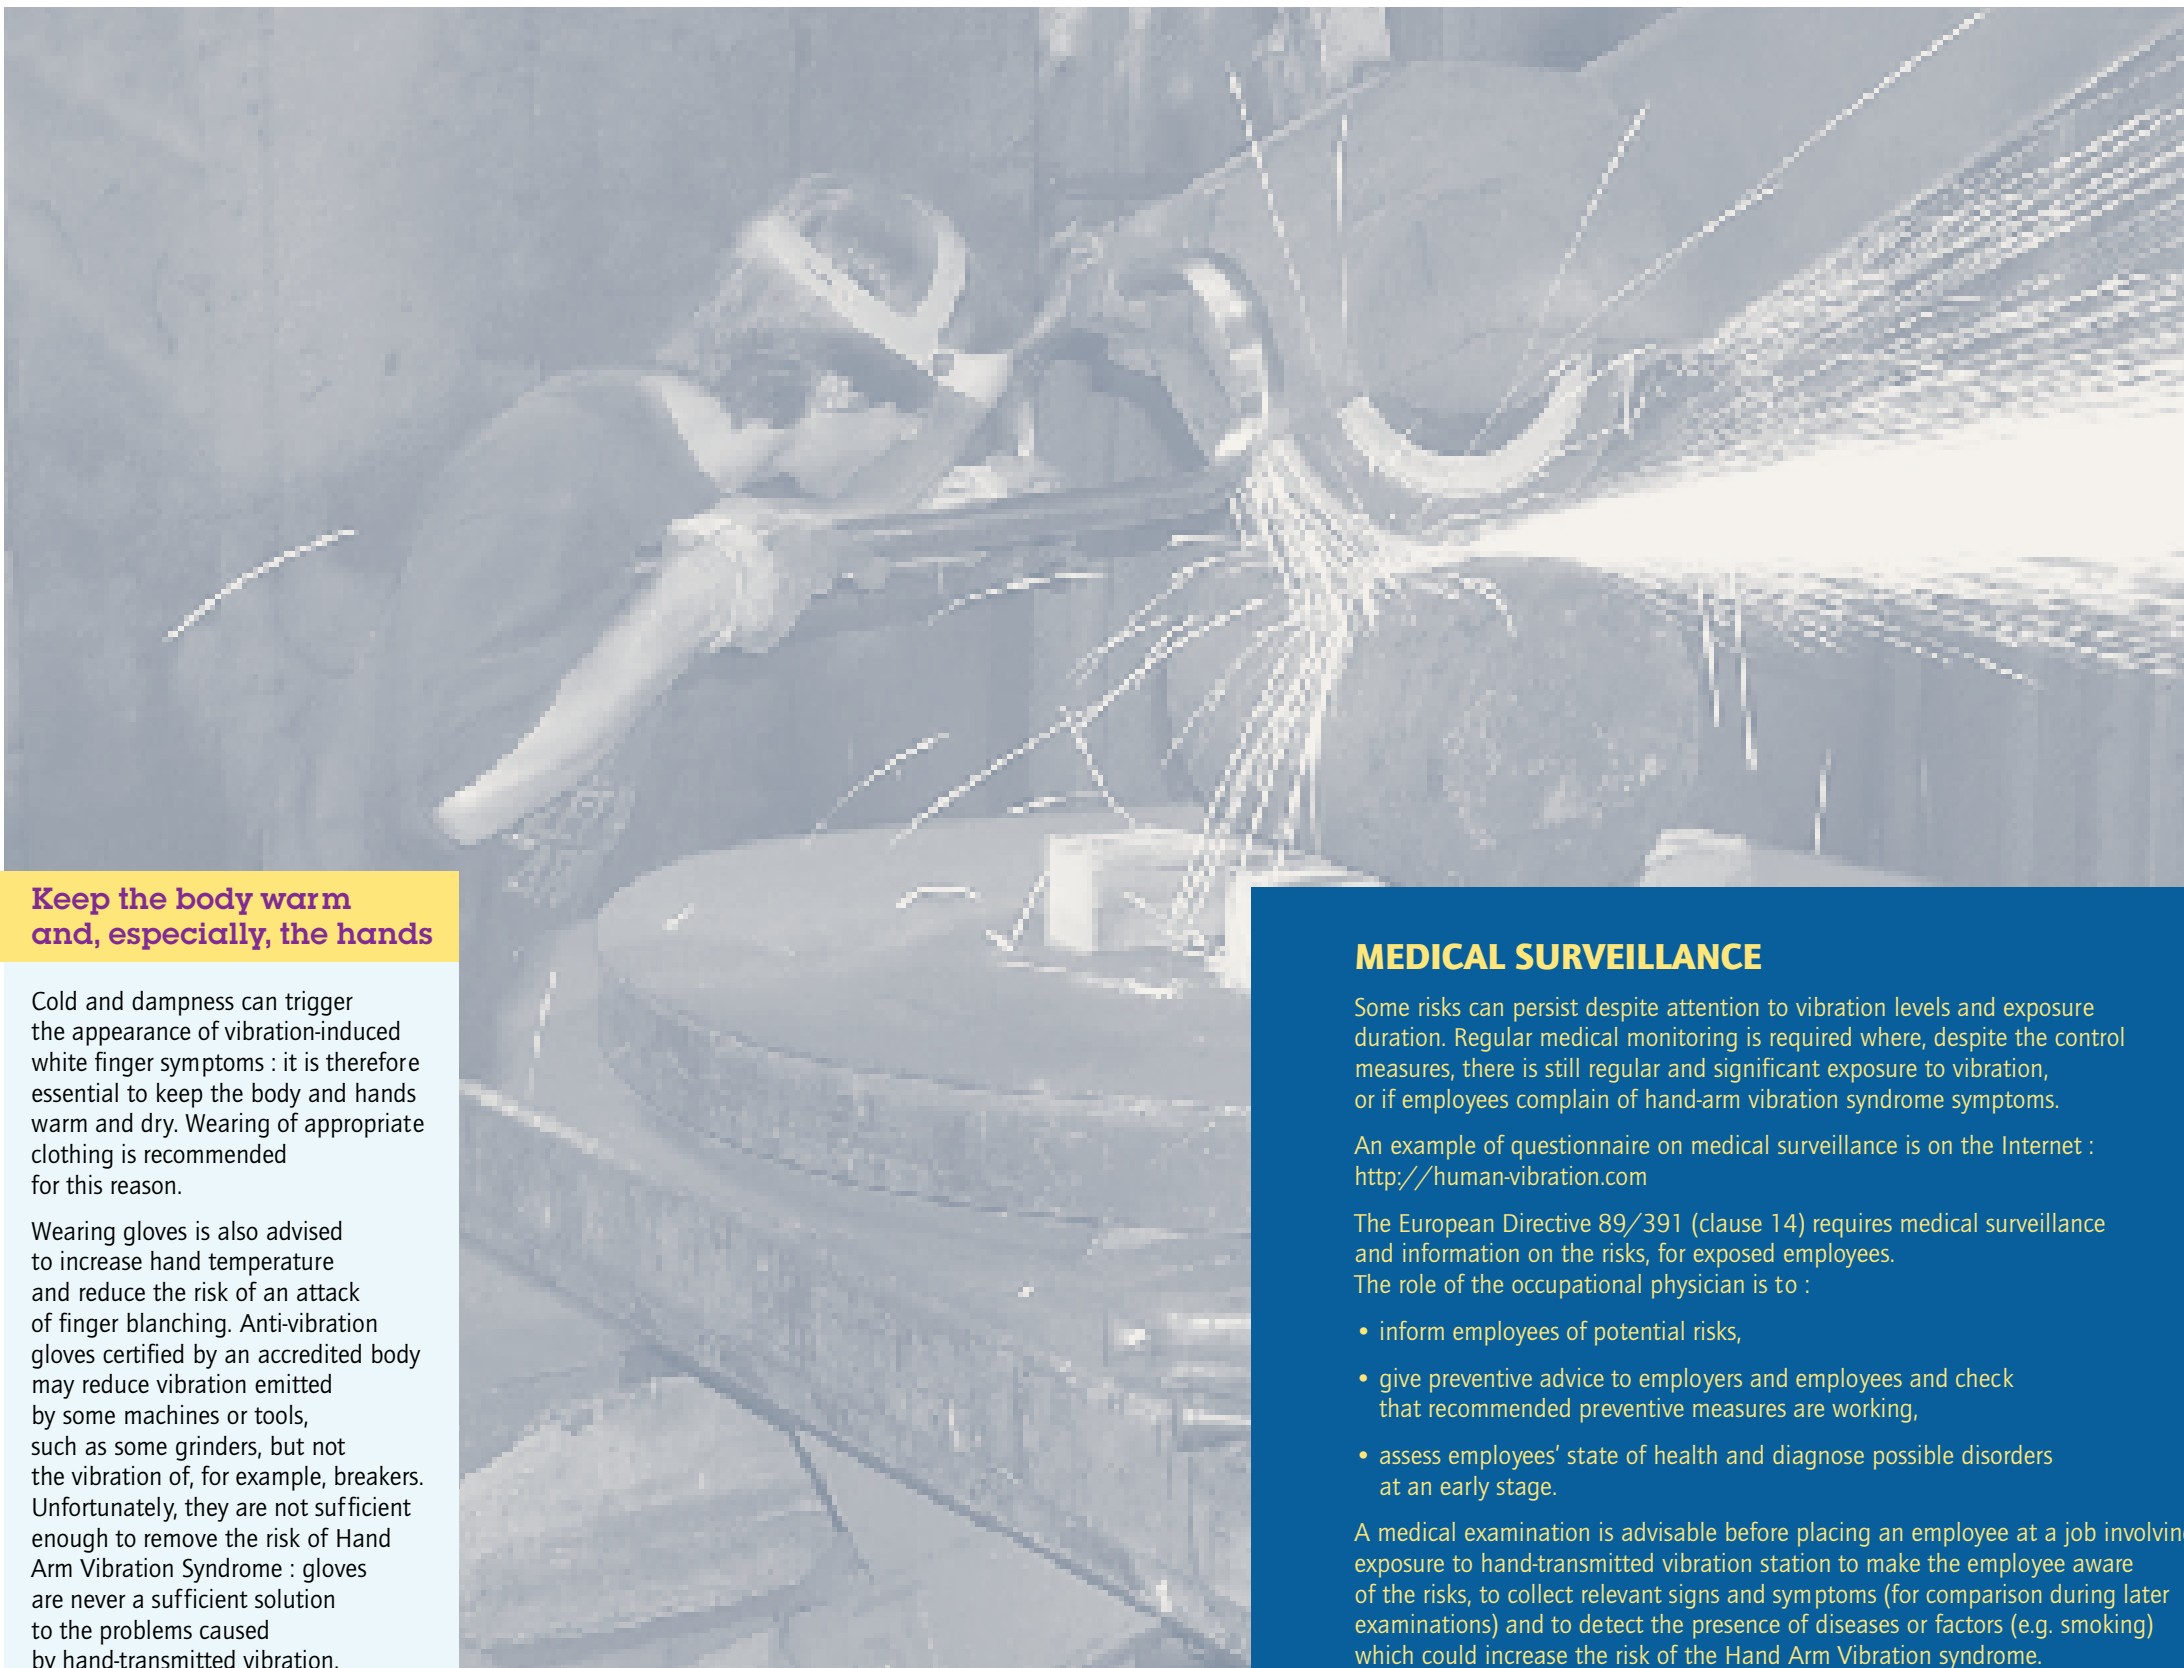 Keep the body warm
and, especially, the hands
Cold and dampness can trigger
the appearance of vibration-induced
white finger symptoms : it is therefore
essential to keep the body and hands
warm and dry. Wearing of appropriate
clothing is recommended
for this reason.
Wearing gloves is also advised
to increase hand temperature
and reduce the risk of an attack
of finger blanching. Anti-vibration
gloves certified by an accredited body
may reduce vibration emitted
by some machines or tools,
such as some grinders, but not
the vibration of, for example, breakers.
Unfortunately, they are not sufficient
enough to remove the risk of Hand
Arm Vibration Syndrome : gloves
are never a sufficient solution
to the problems caused
by hand-transmitted vibration.
MEDICAL SURVEILLANCE
Some risks can persist despite attention to vibration levels and exposure
duration. Regular medical monitoring is required where, despite the control
measures, there is still regular and significant exposure to vibration,
or if employees complain of hand-arm vibration syndrome symptoms.
An example of questionnaire on medical surveillance is on the Internet :
http://human-vibration.com
The European Directive 89/391 (clause 14) requires medical surveillance
and information on the risks, for exposed employees.
The role of the occupational physician is to :
• inform employees of potential risks,
• give preventive advice to employers and employees and check
that recommended preventive measures are working,
• assess employees' state of health and diagnose possible disorders
at an early stage.
A medical examination is advisable before placing an employee at a job involvin
exposure to hand-transmitted vibration station to make the employee aware
of the risks, to collect relevant signs and symptoms (for comparison during later
examinations) and to detect the presence of diseases or factors (e.g. smoking)
which could increase the risk of the Hand Arm Vibration syndrome.